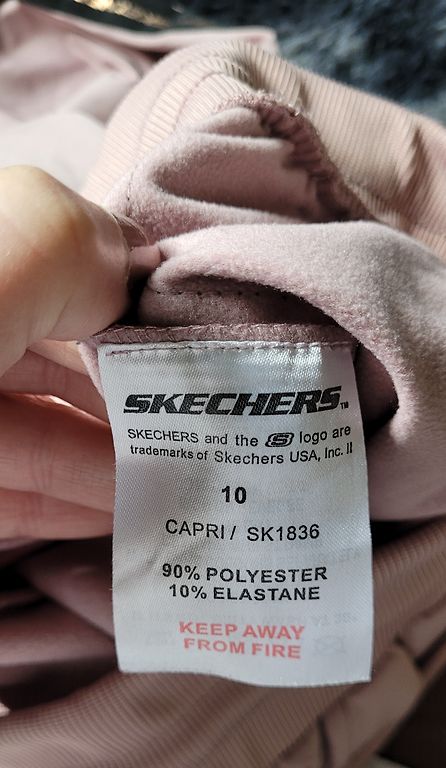 SKECHERS™
SKECHERS and the S logo are
trademarks of Skechers USA, Inc. II
10
CAPRI / SK1836
90% POLYESTER
10% ELASTANE
KEEP AWAY
FROM FIRE